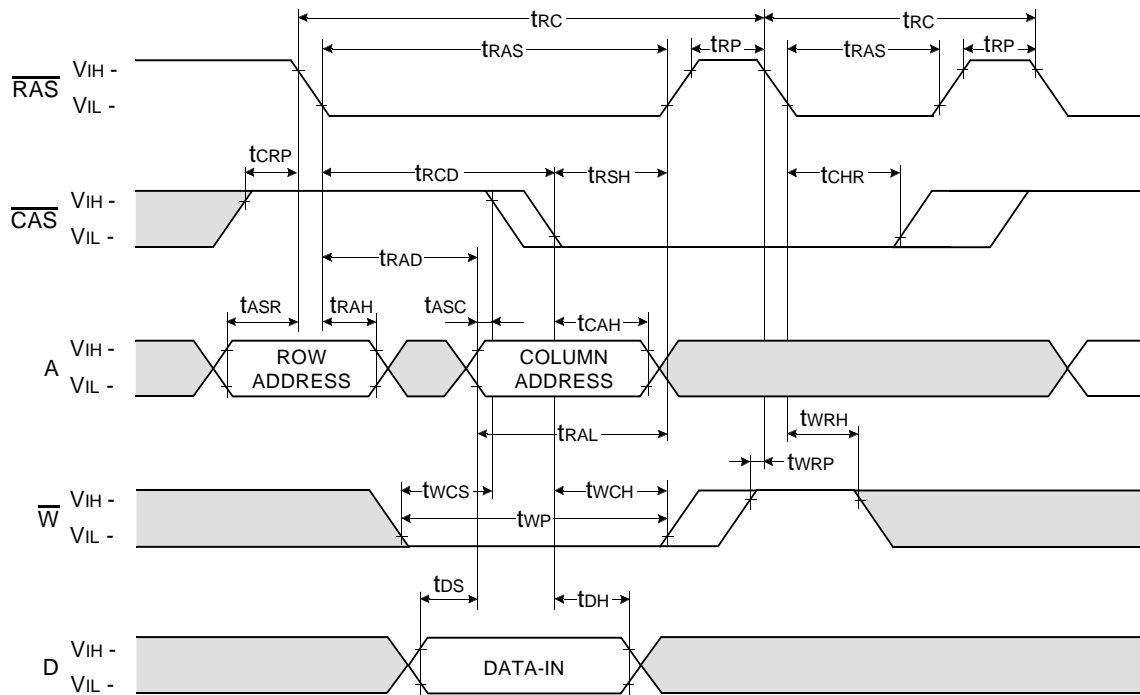 tRC tRC
tRAS tRP tRAS tRP
RAS VIH -
VIL -
tCRP tRCD tRSH tCHR
CAS VIH -
VIL -
tRAD
tASR tRAH tASC tCAH
A VIH -
VIL -
ROW ADDRESS
COLUMN ADDRESS
tRAL tWRH
tWRP
tWCS tWCH
W VIH -
VIL -
tWP
tDS tDH
D VIH -
VIL -
DATA-IN